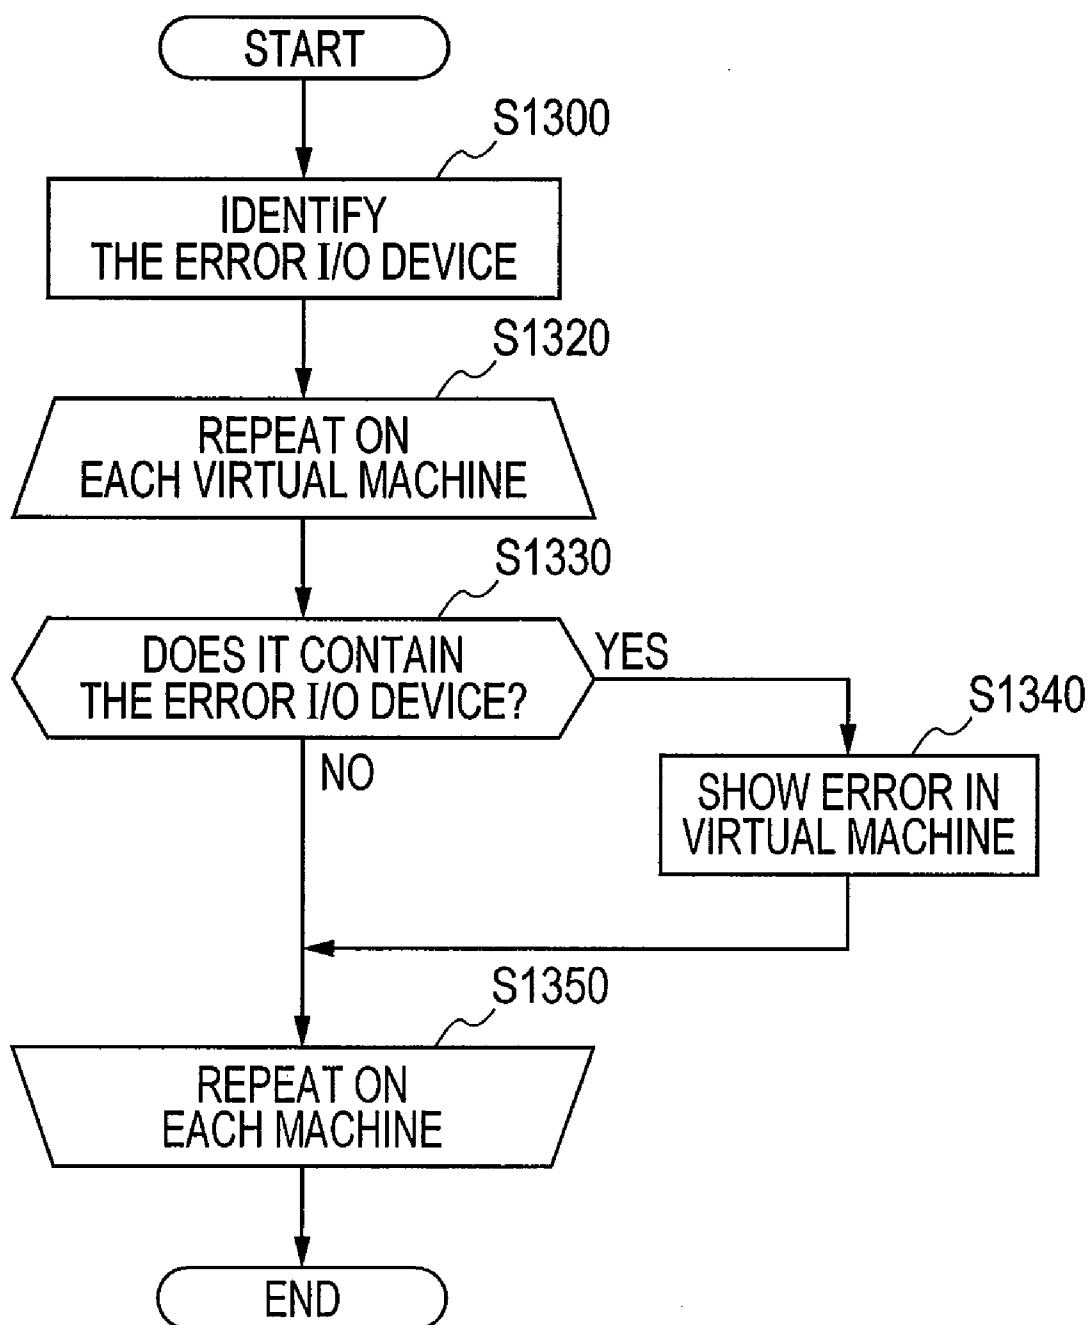 START
S1300
IDENTIFY
THE ERROR I/O DEVICE
S1320
REPEAT ON
EACH VIRTUAL MACHINE
S1330
DOES IT CONTAIN
THE ERROR I/O DEVICE?
YES
NO
S1340
SHOW ERROR IN
VIRTUAL MACHINE
S1350
REPEAT ON
EACH MACHINE
END